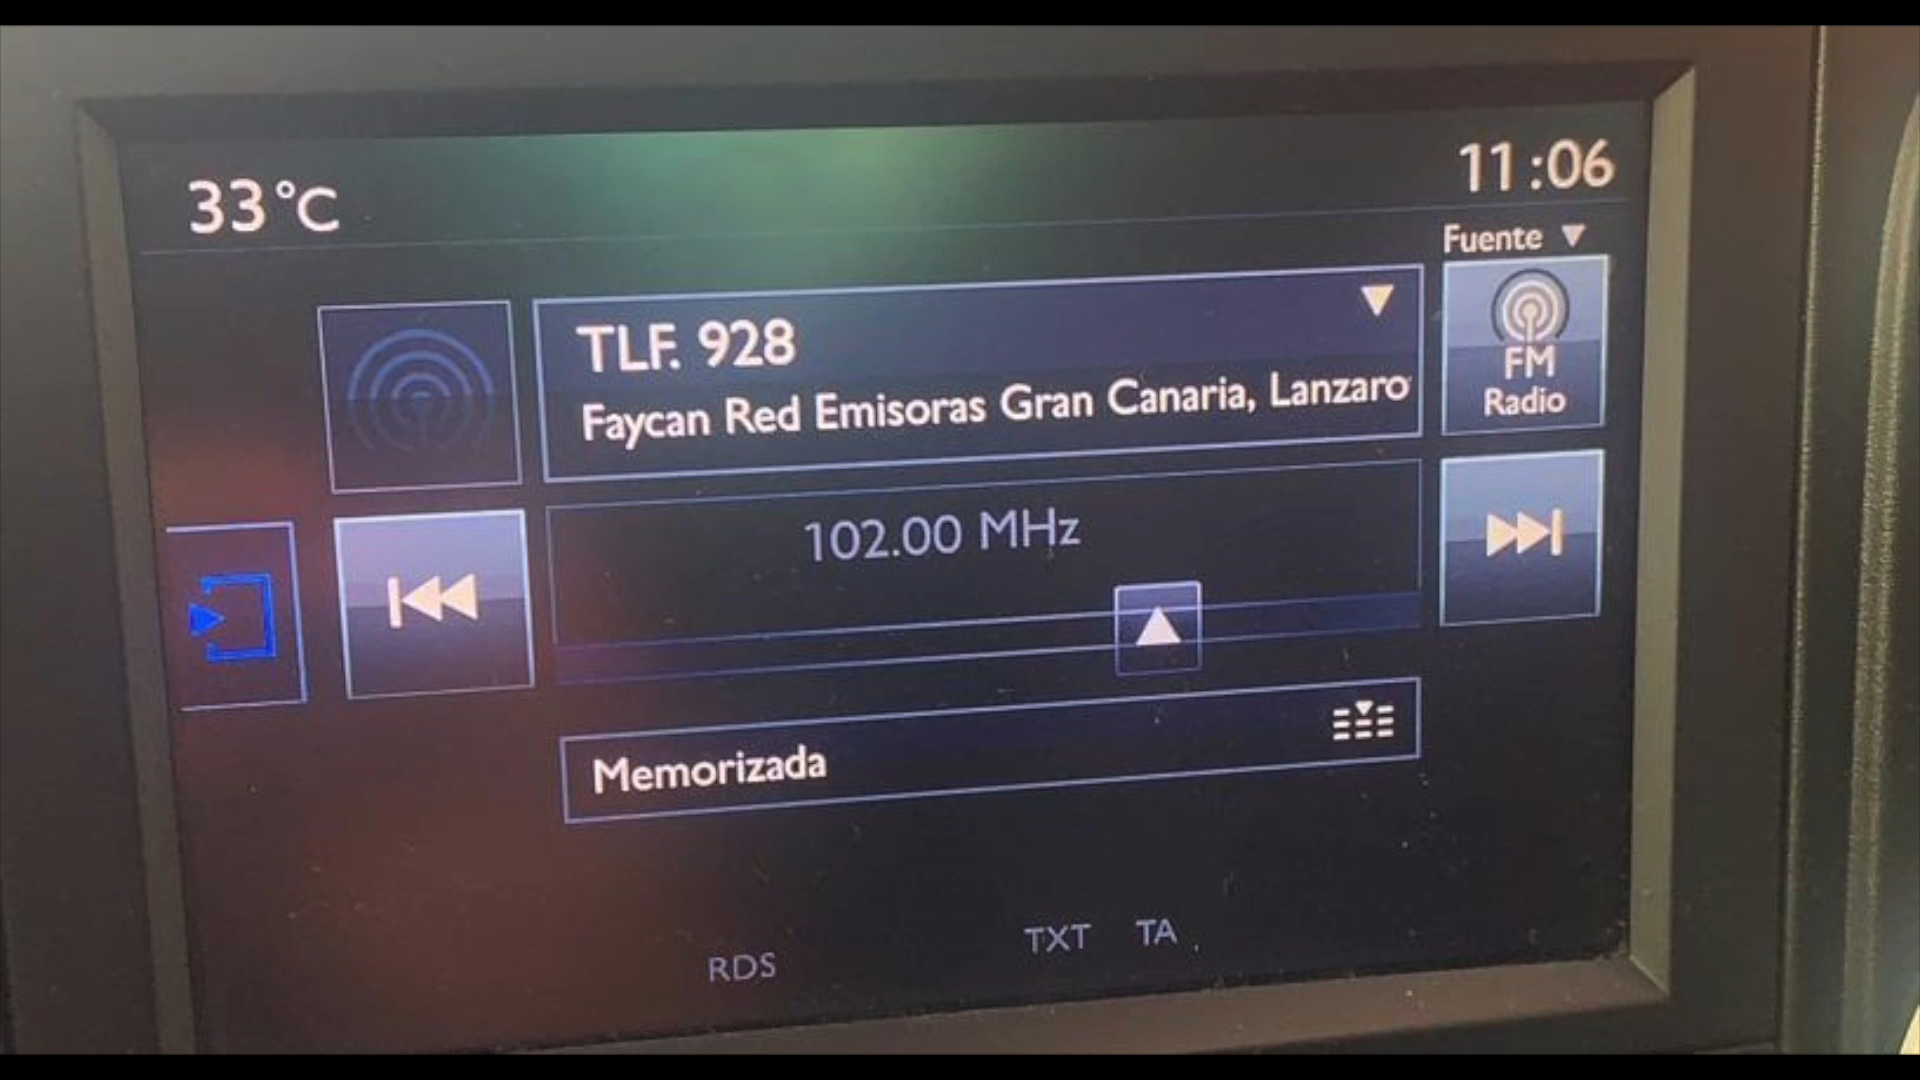 33°C
11:06
Fuente
TLF. 928
Faycan Red Emisoras Gran Canaria, Lanzaro
FM
Radio
102.00 MHz
Memorizada
RDS
TXT
TA